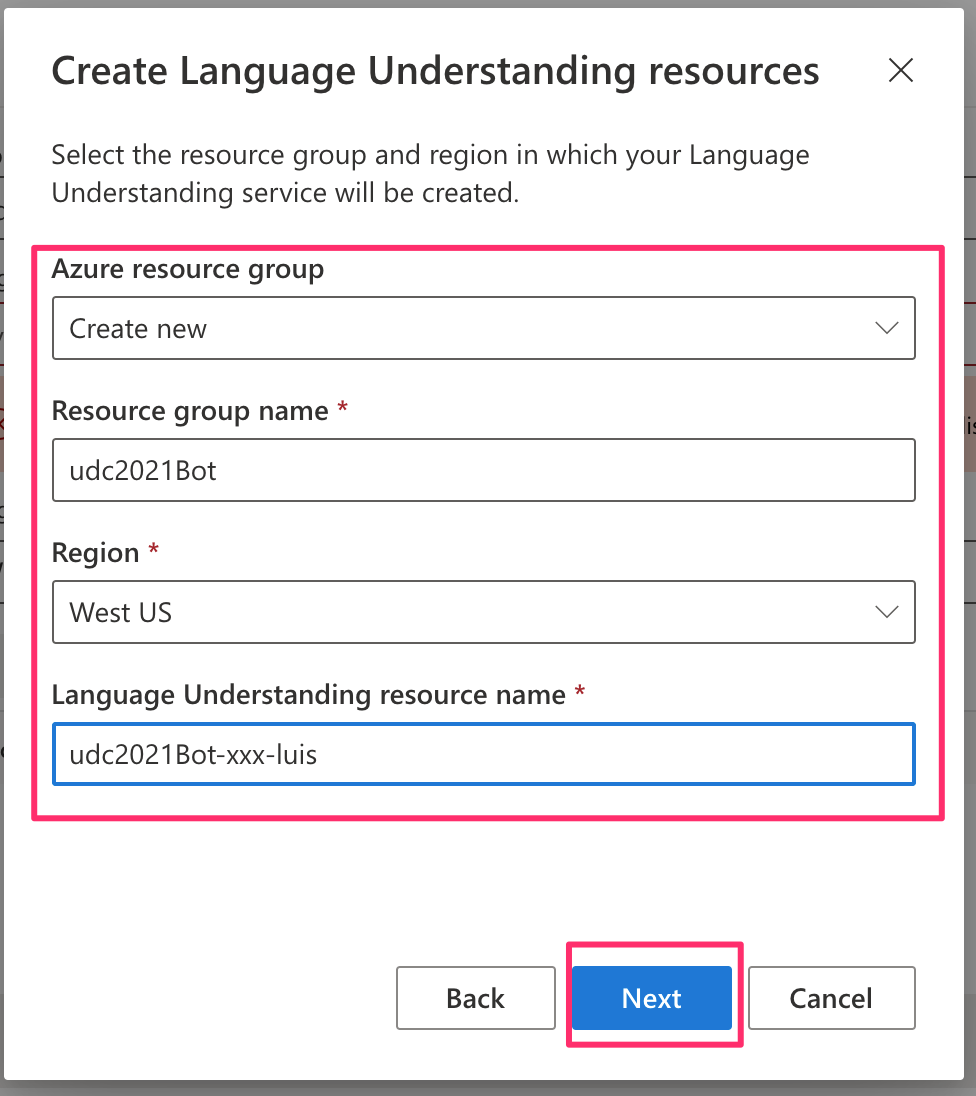 Create Language Understanding resources
Select the resource group and region in which your Language
Understanding service will be created.
Azure resource group
Create new
Resource group name *
udc2021Bot
Region *
West US
Language Understanding resource name *
udc2021Bot-xxx-luis
Back
Next
Cancel